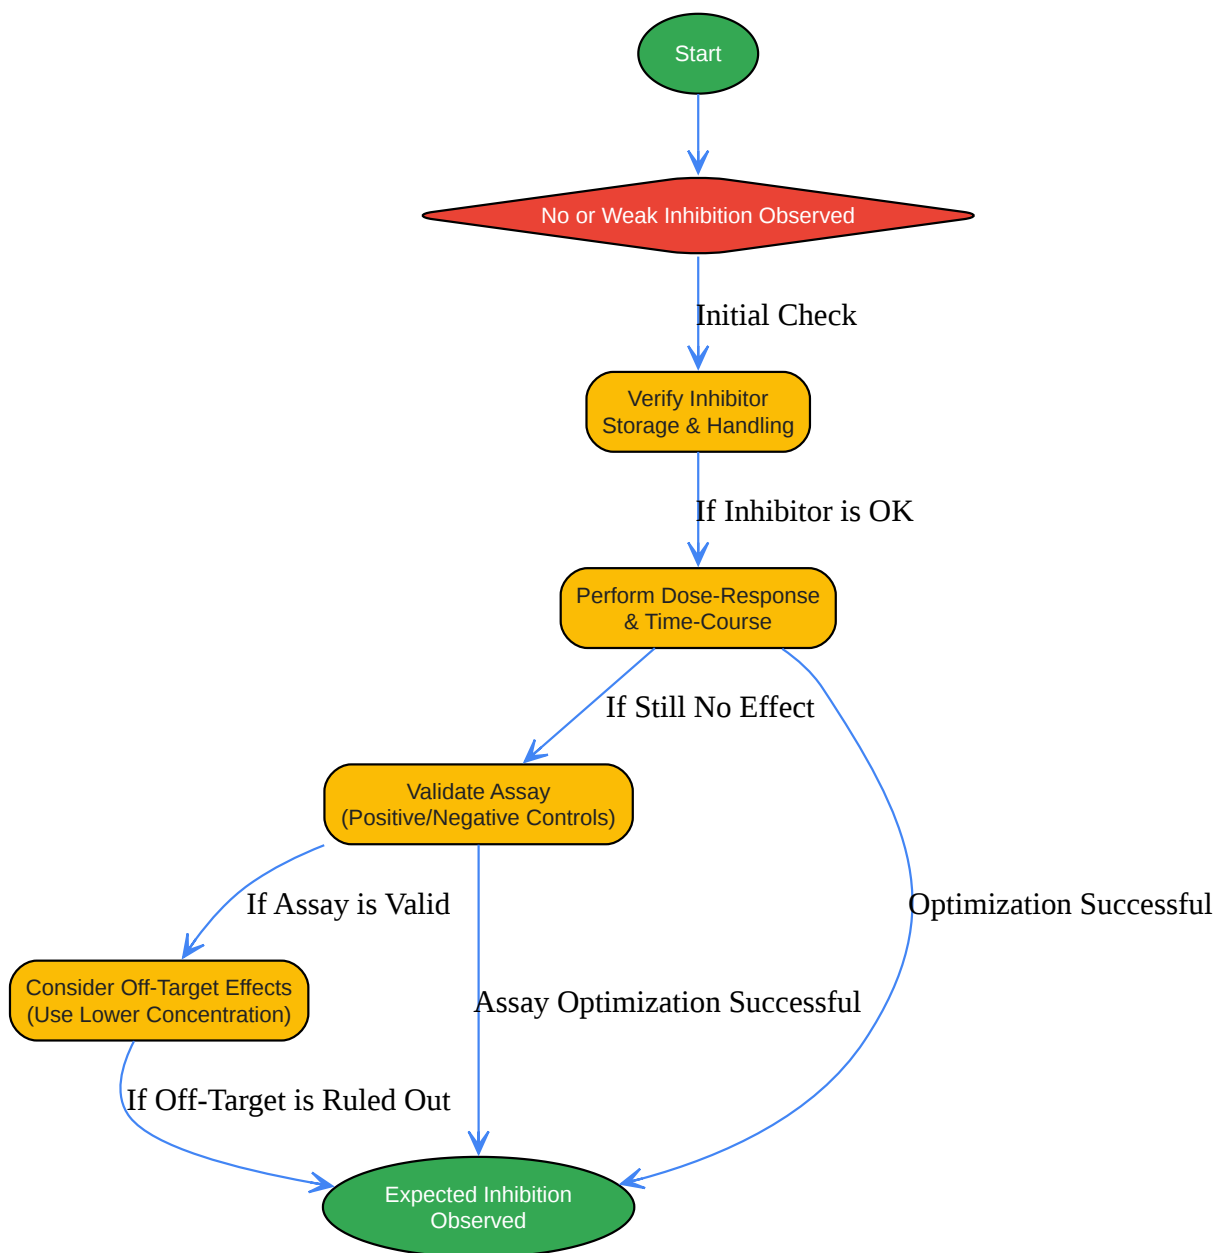 Start
No or Weak Inhibition Observed
Initial Check
Verify Inhibitor
Storage & Handling
If Inhibitor is OK
Perform Dose-Response
& Time-Course
If Still No Effect
Validate Assay
(Positive/Negative Controls)
If Assay is Valid
Optimization Successful
Consider Off-Target Effects
(Use Lower Concentration)
Assay Optimization Successful
If Off-Target is Ruled Out
Expected Inhibition
Observed